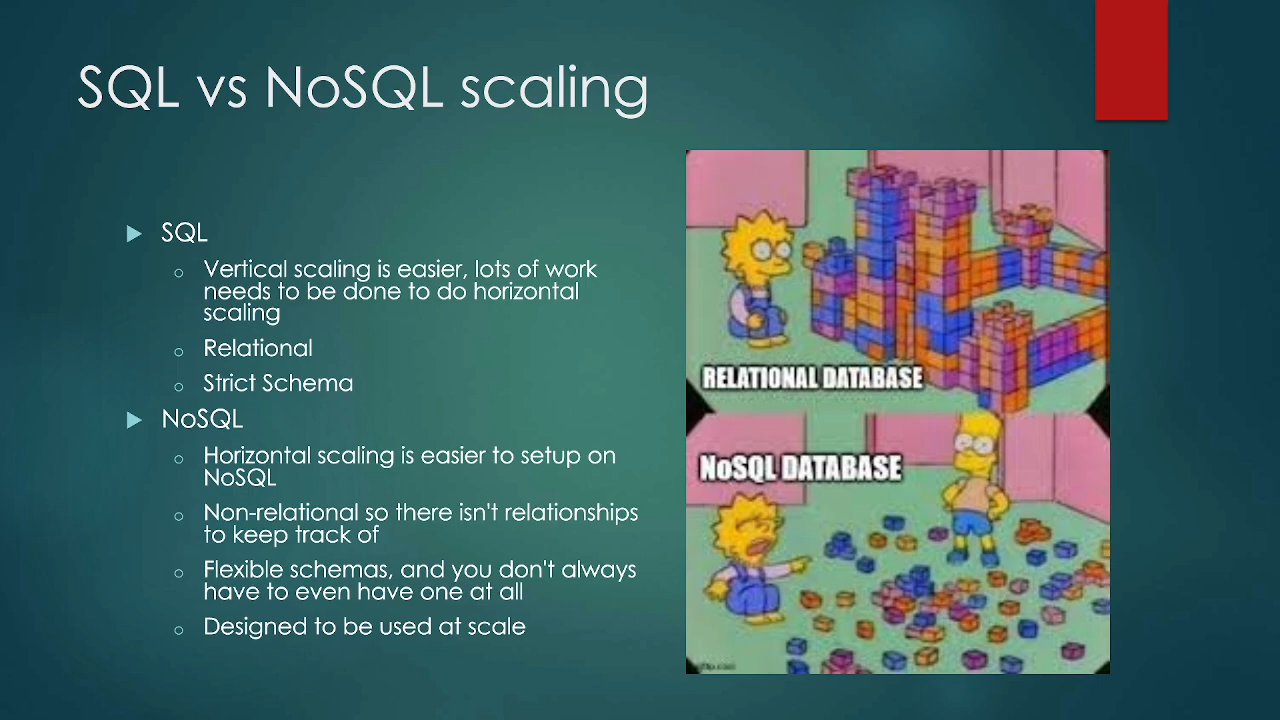 SQL vs NoSQL scaling
SQL
Vertical scaling is easier, lots of work
needs to be done to do horizontal
scaling
Relational
Strict Schema
NoSQL
Horizontal scaling is easier to setup on
NoSQL
Non-relational so there isn't relationships
to keep track of
Flexible schemas, and you don't always
have to even have one at all
Designed to be used at scale
RELATIONAL DATABASE
NoSQL DATABASE